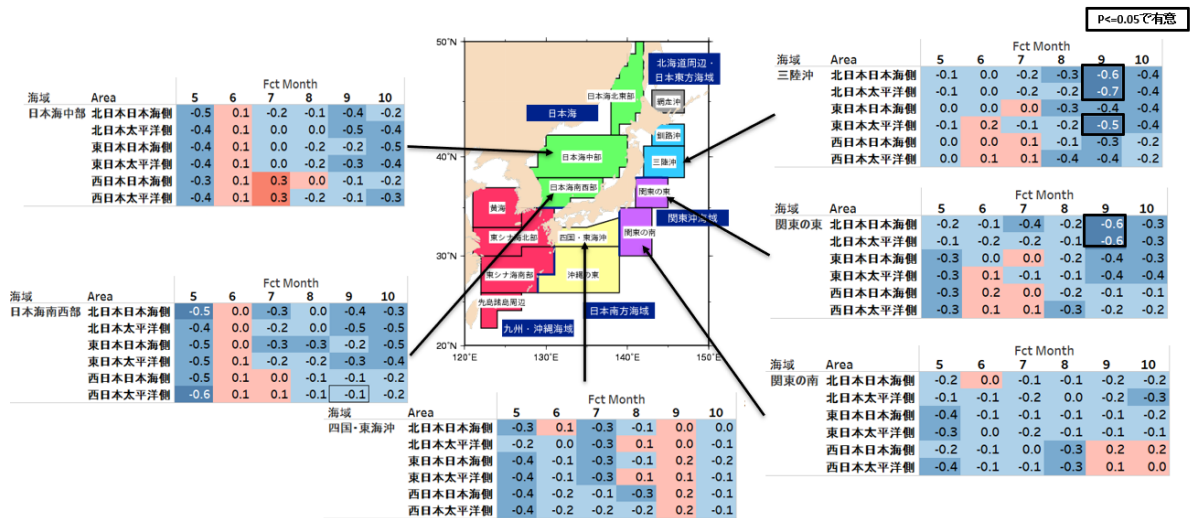 P<=0.05で有意
Fct Month
海域 Area 5 6 7 8 9 10
日本海中部 北日本日本海側 -0.5 0.1 -0.2 -0.1 -0.4 -0.2
北日本太平洋側 -0.4 0.1 0.0 0.0 -0.5 -0.4
東日本日本海側 -0.4 0.1 0.0 -0.2 -0.2 -0.5
東日本太平洋側 -0.4 0.1 0.0 -0.2 -0.3 -0.4
西日本日本海側 -0.3 0.1 0.3 0.0 -0.1 -0.2
西日本太平洋側 -0.4 0.1 0.3 -0.2 -0.1 -0.3
Fct Month
海域 Area 5 6 7 8 9 10
日本海南西部 北日本日本海側 -0.5 0.0 -0.3 0.0 -0.4 -0.3
北日本太平洋側 -0.4 0.0 -0.2 0.0 -0.5 -0.5
東日本日本海側 -0.5 0.0 -0.3 -0.3 -0.2 -0.5
東日本太平洋側 -0.5 0.1 -0.2 -0.2 -0.3 -0.4
西日本日本海側 -0.5 0.1 0.0 -0.1 -0.1 -0.2
西日本太平洋側 -0.6 0.1 0.1 -0.1 -0.1 -0.2
50°N
40°N
30°N
20°N
120°E 130°E 140°E 150°E
北海道周辺・
日本東方海域
日本海北東部
網走沖
日本海
釧路沖
日本海中部
三陸沖
日本海南西部
関東の東
黄海
関東沖海域
東シナ海北部
四国・東海沖
関東の南
東シナ海南部
沖縄の東
先島諸島周辺
日本南方海域
九州・沖縄海域
Fct Month
海域 Area 5 6 7 8 9 10
四国・東海沖 北日本日本海側 -0.3 0.1 -0.3 -0.1 0.0 0.0
北日本太平洋側 -0.2 0.0 -0.3 0.1 0.0 -0.1
東日本日本海側 -0.4 -0.1 -0.3 -0.1 0.2 -0.2
東日本太平洋側 -0.4 0.1 -0.3 0.1 0.1 -0.1
西日本日本海側 -0.4 -0.2 -0.1 -0.3 0.2 -0.1
西日本太平洋側 -0.4 -0.2 -0.2 -0.2 0.2 -0.1
Fct Month
海域 Area 5 6 7 8 9 10
三陸沖 北日本日本海側 -0.1 0.0 -0.2 -0.3 -0.6 -0.4
北日本太平洋側 -0.1 0.0 -0.2 -0.2 -0.7 -0.4
東日本日本海側 0.0 0.0 0.0 -0.3 -0.4 -0.4
東日本太平洋側 -0.1 0.2 -0.1 -0.2 -0.5 -0.4
西日本日本海側 0.0 0.0 0.1 -0.1 -0.3 -0.2
西日本太平洋側 0.0 0.1 0.1 -0.4 -0.4 -0.2
Fct Month
海域 Area 5 6 7 8 9 10
関東の東 北日本日本海側 -0.2 -0.1 -0.4 -0.2 -0.6 -0.3
北日本太平洋側 -0.1 -0.2 -0.2 -0.1 -0.6 -0.3
東日本日本海側 -0.3 0.0 0.0 -0.2 -0.4 -0.3
東日本太平洋側 -0.3 0.1 -0.1 -0.1 -0.4 -0.3
西日本日本海側 -0.3 0.2 0.0 -0.2 -0.1 -0.1
西日本太平洋側 -0.3 0.1 0.1 -0.3 -0.2 -0.2
Fct Month
海域 Area 5 6 7 8 9 10
関東の南 北日本日本海側 -0.2 0.0 -0.1 -0.1 -0.2 -0.2
北日本太平洋側 -0.1 -0.1 -0.2 0.0 -0.2 -0.3
東日本日本海側 -0.4 -0.1 -0.1 -0.1 -0.1 -0.2
東日本太平洋側 -0.3 0.0 -0.2 -0.1 -0.1 -0.1
西日本日本海側 -0.2 -0.1 0.0 -0.3 0.2 0.2
西日本太平洋側 -0.4 -0.1 -0.1 -0.3 0.1 0.0